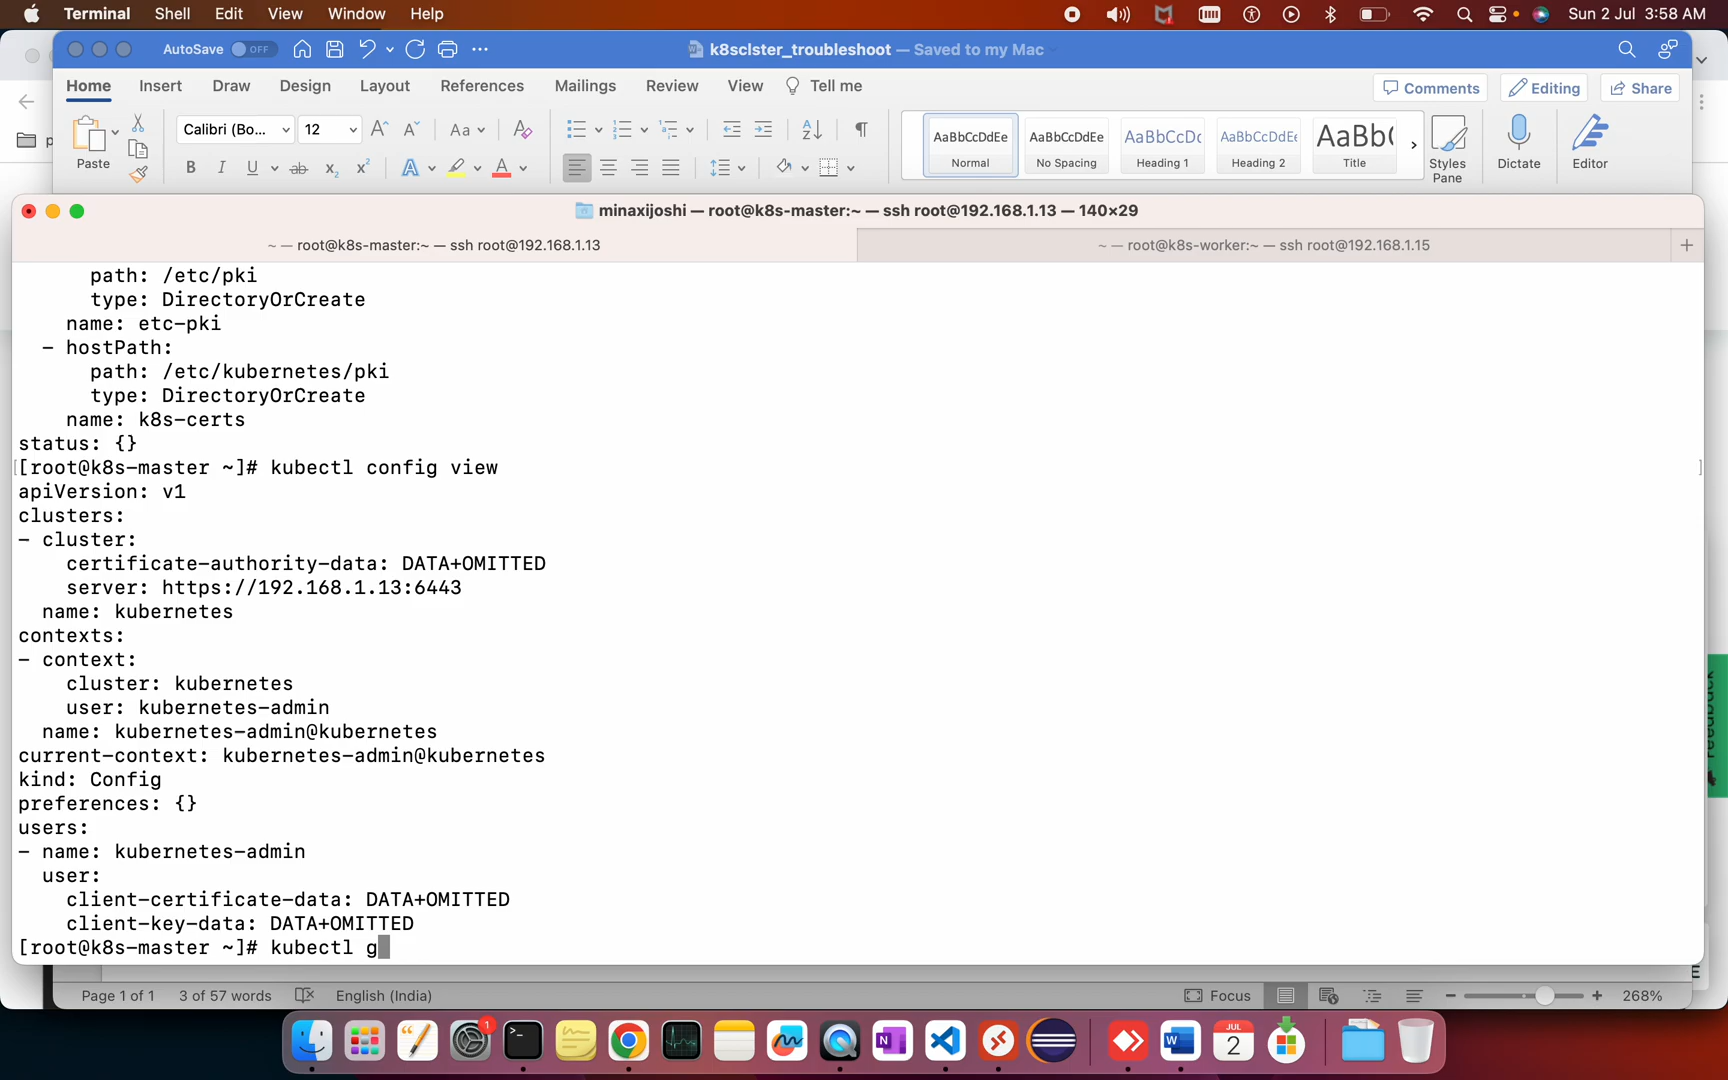 Terminal Shell Edit View Window Help Sun 2 Jul 3:58 AM
AutoSave OFF k8sclster_troubleshoot — Saved to my Mac
Home Insert Draw Design Layout References Mailings Review View Tell me Comments Editing Share
Calibri (Bo... 12 Aa
AaBbCcDdEe AaBbCcDdEe AaBbCcDc AaBbCcDdEe AaBb(
Paste Normal No Spacing Heading 1 Heading 2 Title Styles Pane Dictate Editor
minaxijoshi — root@k8s-master:~ — ssh root@192.168.1.13 — 140×29
~ — root@k8s-master:~ — ssh root@192.168.1.13 ~ — root@k8s-worker:~ — ssh root@192.168.1.15
path: /etc/pki
type: DirectoryOrCreate
name: etc-pki
- hostPath:
path: /etc/kubernetes/pki
type: DirectoryOrCreate
name: k8s-certs
status: {}
[root@k8s-master ~]# kubectl config view
apiVersion: v1
clusters:
- cluster:
certificate-authority-data: DATA+OMITTED
server: https://192.168.1.13:6443
name: kubernetes
contexts:
- context:
cluster: kubernetes
user: kubernetes-admin
name: kubernetes-admin@kubernetes
current-context: kubernetes-admin@kubernetes
kind: Config
preferences: {}
users:
- name: kubernetes-admin
user:
client-certificate-data: DATA+OMITTED
client-key-data: DATA+OMITTED
[root@k8s-master ~]# kubectl g
Feedback
Page 1 of 1 3 of 57 words English (India) Focus 268%
1
JUL
2